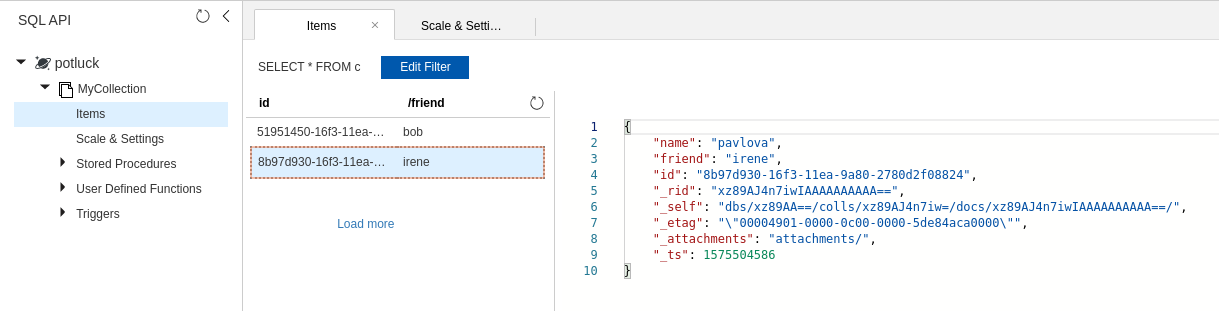 SQL API
potluck
MyCollection
Items
Scale & Settings
Stored Procedures
User Defined Functions
Triggers
Items
Scale & Setti…
SELECT * FROM c
Edit Filter
id /friend
51951450-16f3-11ea-… bob
8b97d930-16f3-11ea-… irene
Load more
1 {
2 "name": "pavlova",
3 "friend": "irene",
4 "id": "8b97d930-16f3-11ea-9a80-2780d2f08824",
5 "_rid": "xz89AJ4n7iwIAAAAAAAAAA==",
6 "_self": "dbs/xz89AA==/colls/xz89AJ4n7iw=/docs/xz89AJ4n7iwIAAAAAAAAAA==/",
7 "_etag": "\"00004901-0000-0c00-0000-5de84aca0000\"",
8 "_attachments": "attachments/",
9 "_ts": 1575504586
10 }